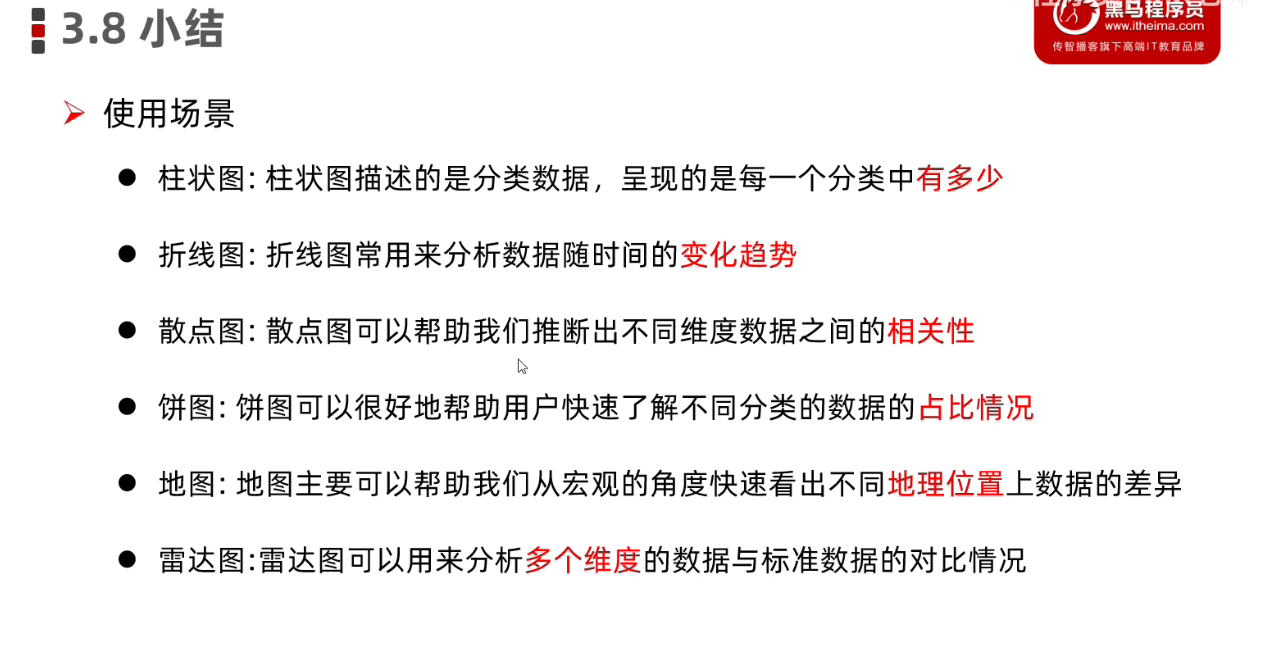 3.8 小结
黑马程序员
www.itheima.com
传智播客旗下高端IT教育品牌
使用场景
柱状图: 柱状图描述的是分类数据，呈现的是每一个分类中有多少
折线图: 折线图常用来分析数据随时间的变化趋势
散点图: 散点图可以帮助我们推断出不同维度数据之间的相关性
饼图: 饼图可以很好地帮助用户快速了解不同分类的数据的占比情况
地图: 地图主要可以帮助我们从宏观的角度快速看出不同地理位置上数据的差异
雷达图:雷达图可以用来分析多个维度的数据与标准数据的对比情况